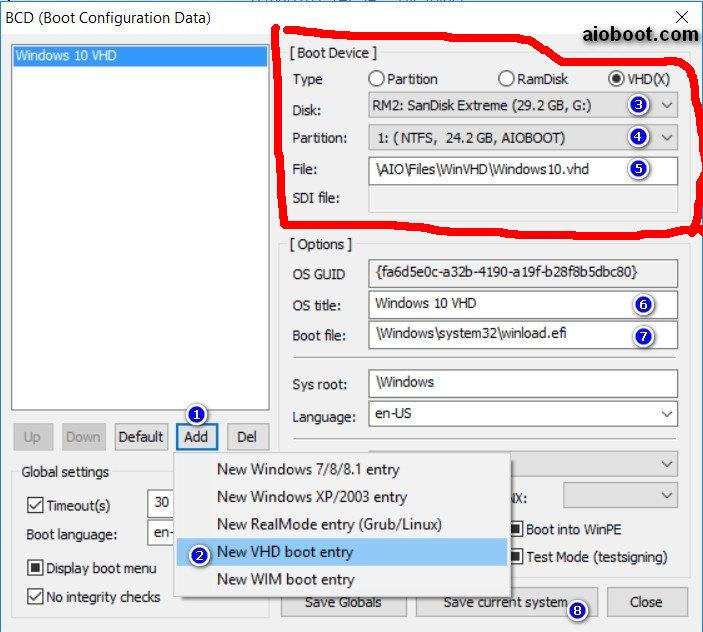 BCD (Boot Configuration Data)
aioboot.com
Windows 10 VHD
[ Boot Device ]
Type Partition RamDisk VHD(X)
Disk: RM2: SanDisk Extreme (29.2 GB, G:) 3
Partition: 1: ( NTFS, 24.2 GB, AIOBOOT) 4
File: \AIO\Files\WinVHD\Windows10.vhd 5
SDI file:
[ Options ]
OS GUID {fa6d5e0c-a32b-4190-a19f-b28f8b5dbc80}
OS title: Windows 10 VHD 6
Boot file: \Windows\system32\winload.efi 7
Sys root: \Windows
Language: en-US
1
Up Down Default Add Del
New Windows 7/8/8.1 entry
New Windows XP/2003 entry
New RealMode entry (Grub/Linux)
2 New VHD boot entry
New WIM boot entry
Global settings
Timeout(s) 30
Boot language: en-
Display boot menu
No integrity checks
NX:
Boot into WinPE
Test Mode (testsigning)
Save Globals Save current system 8 Close